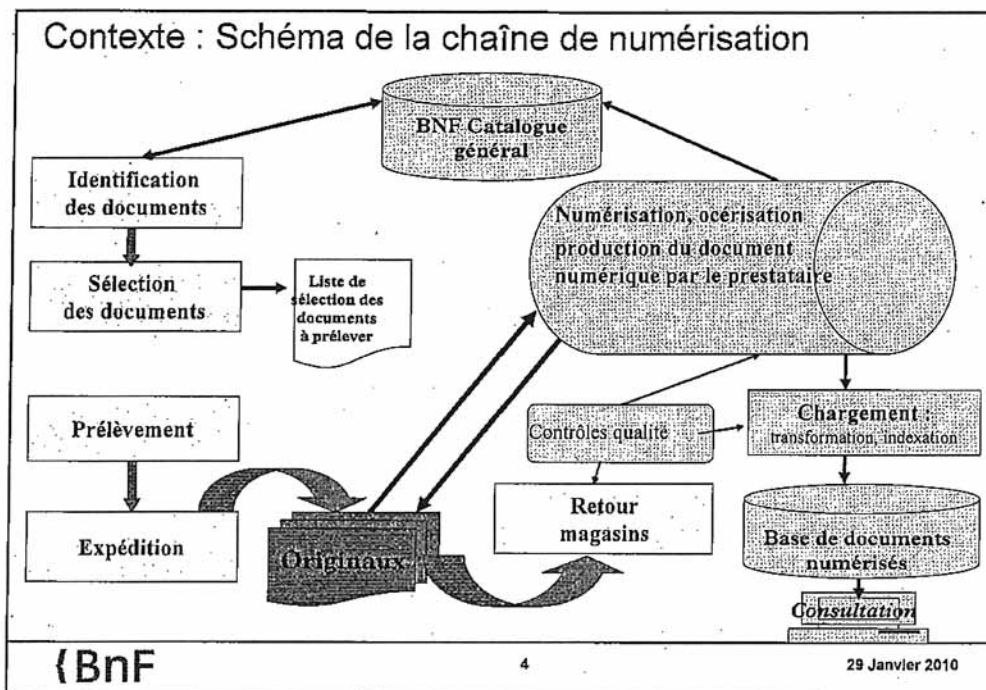 Contexte : Schéma de la chaîne de numérisation
BNF Catalogue
général
Identification
des documents
Sélection
des documents
Liste de
sélection des
documents
à prélever
Numérisation, océrisation
production du document
numérique par le prestataire
Prélèvement
Expédition
Originaux
Contrôles qualité
Retour
magasins
Chargement :
transformation, indexation
Base de documents
numérisés
Consultation
{BnF
4
29 Janvier 2010